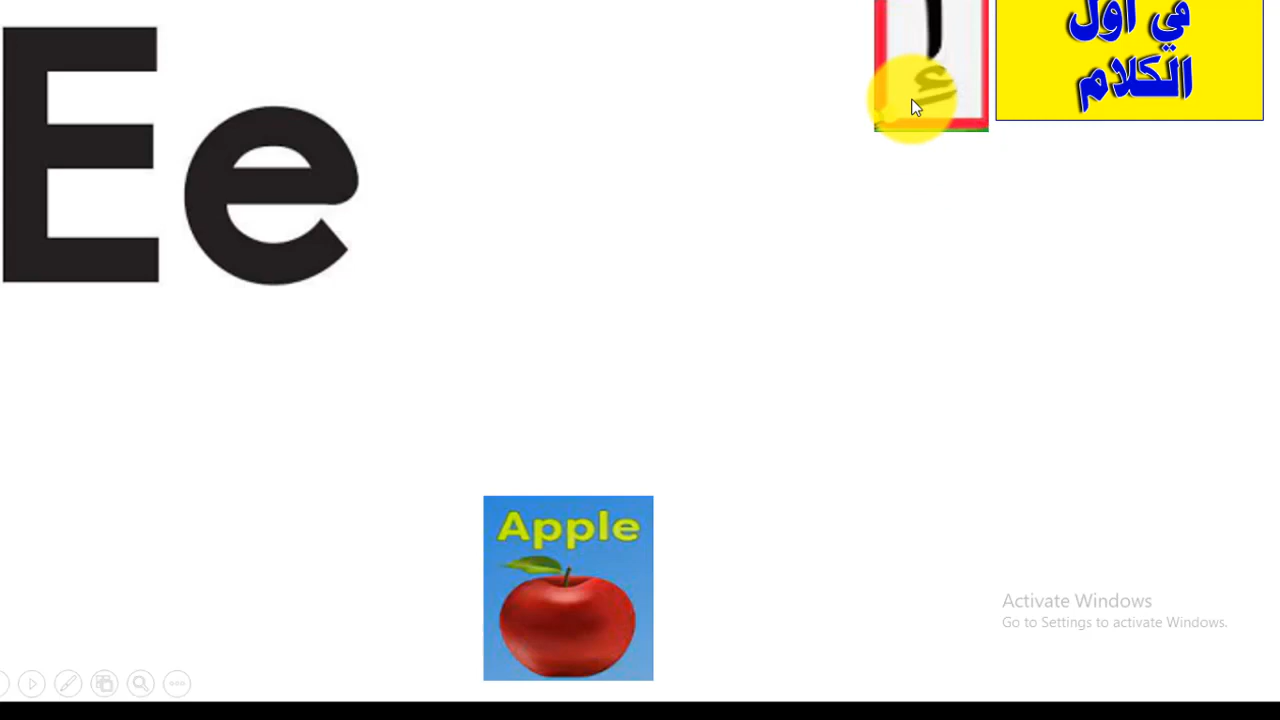 Ee
إ
في أول
الكلام
Apple
Activate Windows
Go to Settings to activate Windows.